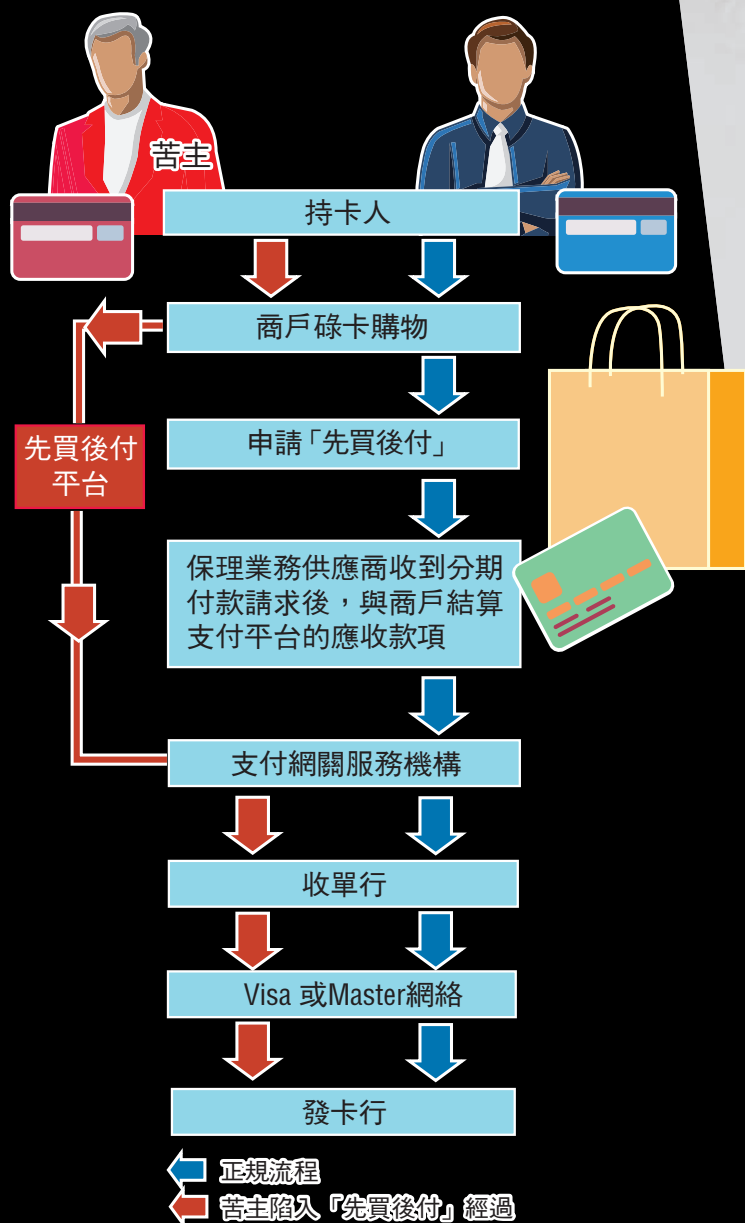 苦主
持卡人
商戶碌卡購物
申請「先買後付」
先買後付
平台
保理業務供應商收到分期
付款請求後，與商戶結算
支付平台的應收款項
支付網關服務機構
收單行
Visa 或Master網絡
發卡行
正規流程
苦主陷入「先買後付」經過